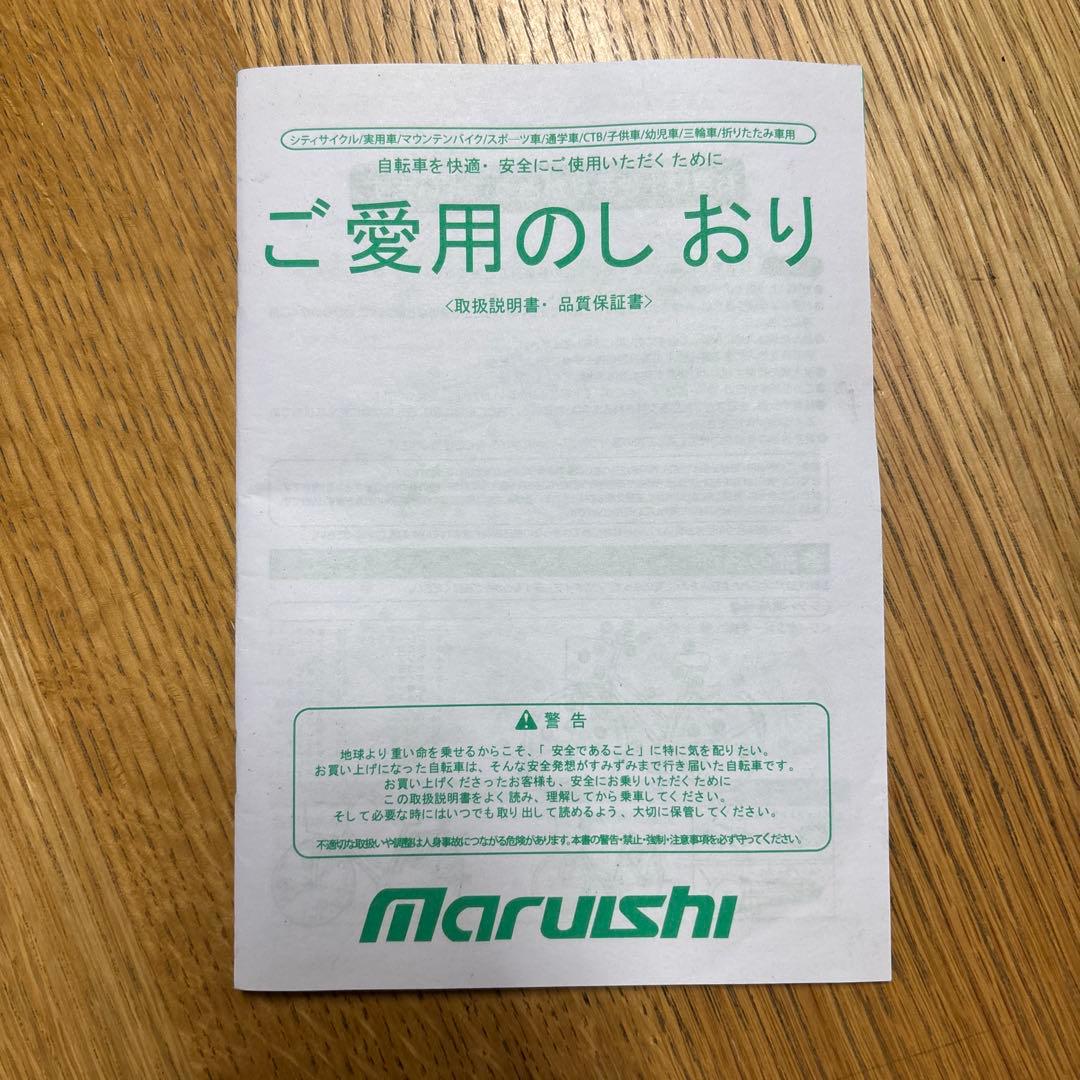 シティサイクル/実用車/マウンテンバイク/スポーツ車/通学車/CTB/子供車/幼児車/三輪車/折りたたみ車用
自転車を快適・安全にご使用いただくために
ご愛用のしおり
〈取扱説明書・品質保証書〉
警告
地球より重い命を乗せるからこそ、「安全であること」に特に気を配りたい。
お買い上げになった自転車は、そんな安全発想がすみずみまで行き届いた自転車です。
お買い上げくださったお客様も、安全にお乗りいただくために
この取扱説明書をよく読み、理解してから乗車してください。
そして必要な時にはいつでも取り出して読めるよう、大切に保管してください。
不適切な取扱いや調整は人身事故につながる危険があります。本書の警告・禁止・強制・注意事項を必ず守ってください。
maruishi